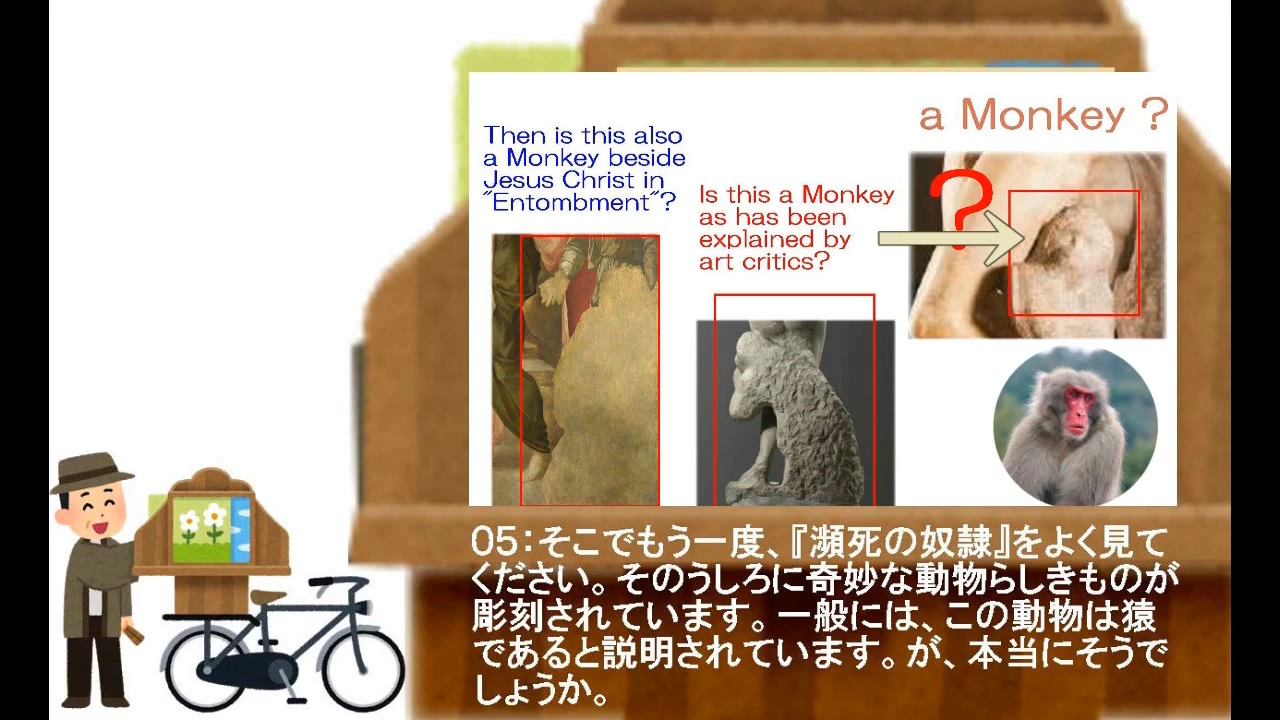 a Monkey ?
Then is this also
a Monkey beside
Jesus Christ in
"Entombment"?
Is this a Monkey
as has been
explained by
art critics?
?
05:そこでもう一度、『瀕死の奴隷』をよく見て
ください。そのうしろに奇妙な動物らしきものが
彫刻されています。一般には、この動物は猿
であると説明されています。が、本当にそうで
しょうか。